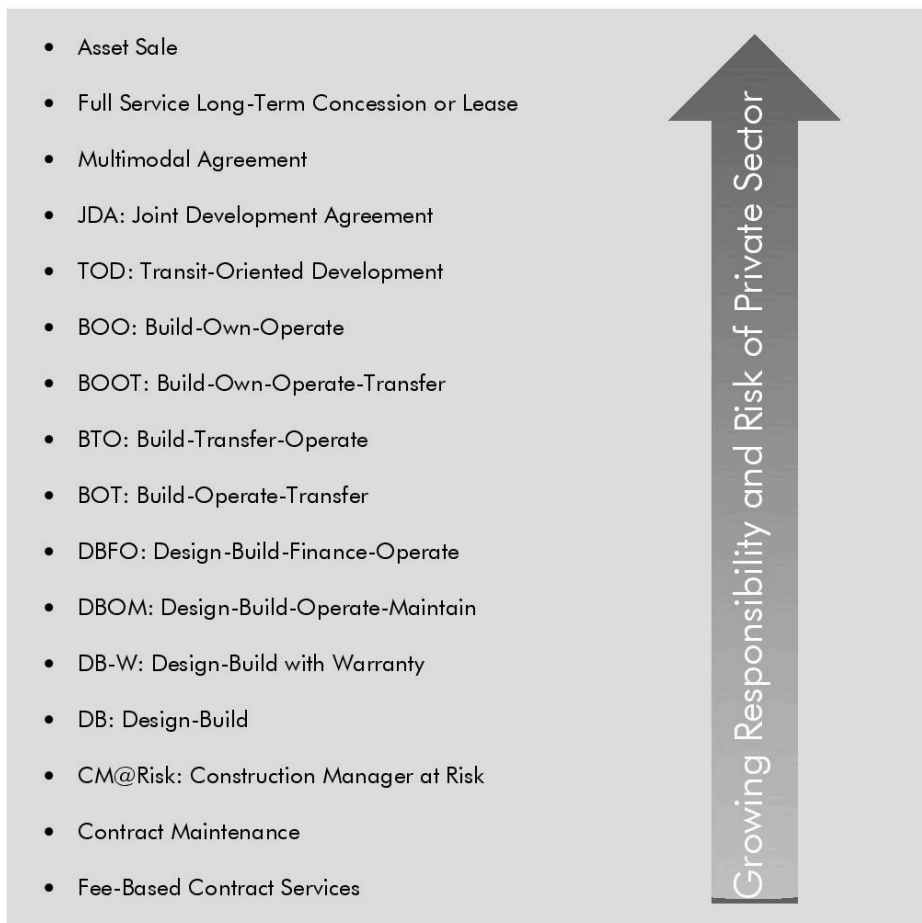 • Asset Sale
• Full Service Long-Term Concession or Lease
• Multimodal Agreement
• JDA: Joint Development Agreement
• TOD: Transit-Oriented Development
• BOO: Build-Own-Operate
• BOOT: Build-Own-Operate-Transfer
• BTO: Build-Transfer-Operate
• BOT: Build-Operate-Transfer
• DBFO: Design-Build-Finance-Operate
• DBOM: Design-Build-Operate-Maintain
• DB-W: Design-Build with Warranty
• DB: Design-Build
• CM@Risk: Construction Manager at Risk
• Contract Maintenance
• Fee-Based Contract Services
Growing Responsibility and Risk of Private Sector